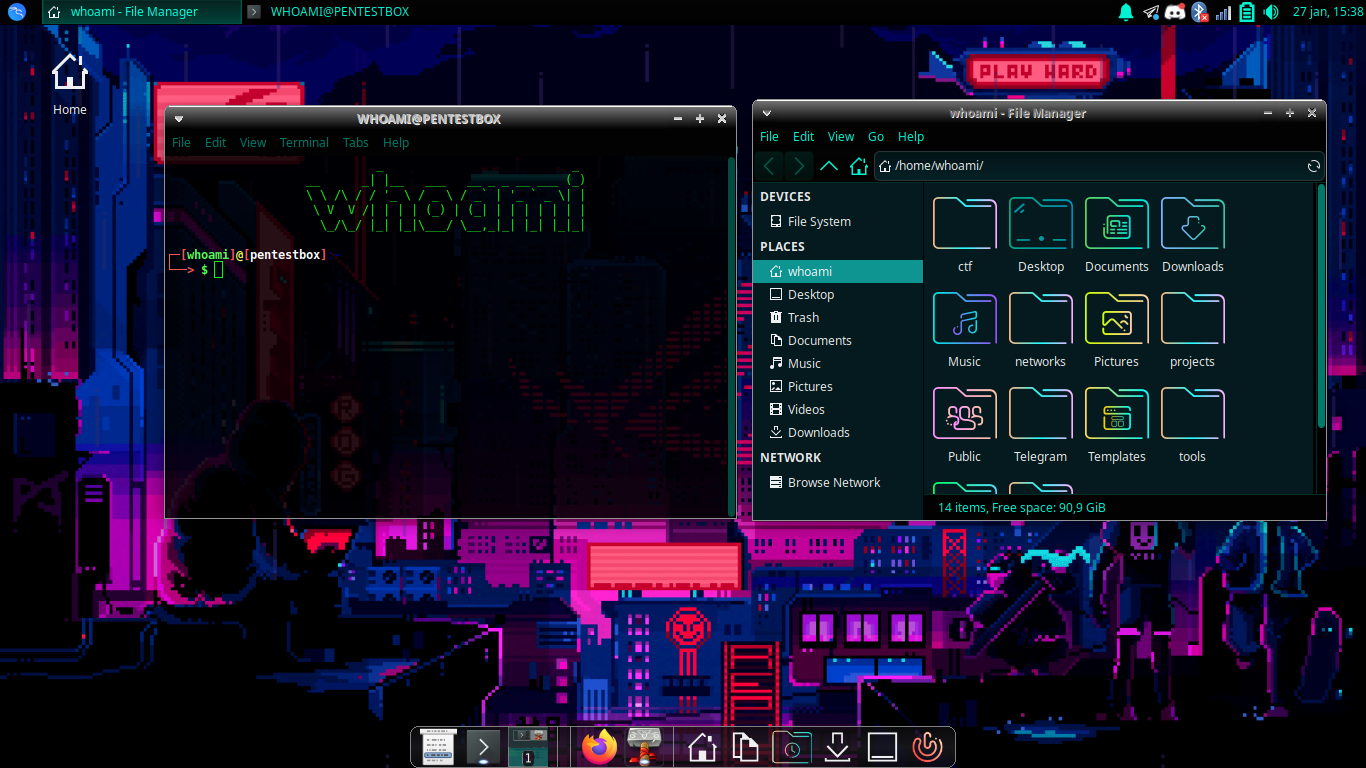 whoami - File Manager
WHOAMI@PENTESTBOX
27 jan, 15:38
Home
PLAY HARD
WHOAMI@PENTESTBOX
File Edit View Terminal Tabs Help
whoami
[whoami]@[pentestbox]
> $
whoami - File Manager
File Edit View Go Help
/home/whoami/
DEVICES
File System
PLACES
whoami
Desktop
Trash
Documents
Music
Pictures
Videos
Downloads
NETWORK
Browse Network
ctf Desktop Documents Downloads
Music networks Pictures projects
Public Telegram Templates tools
14 items, Free space: 90,9 GiB
1